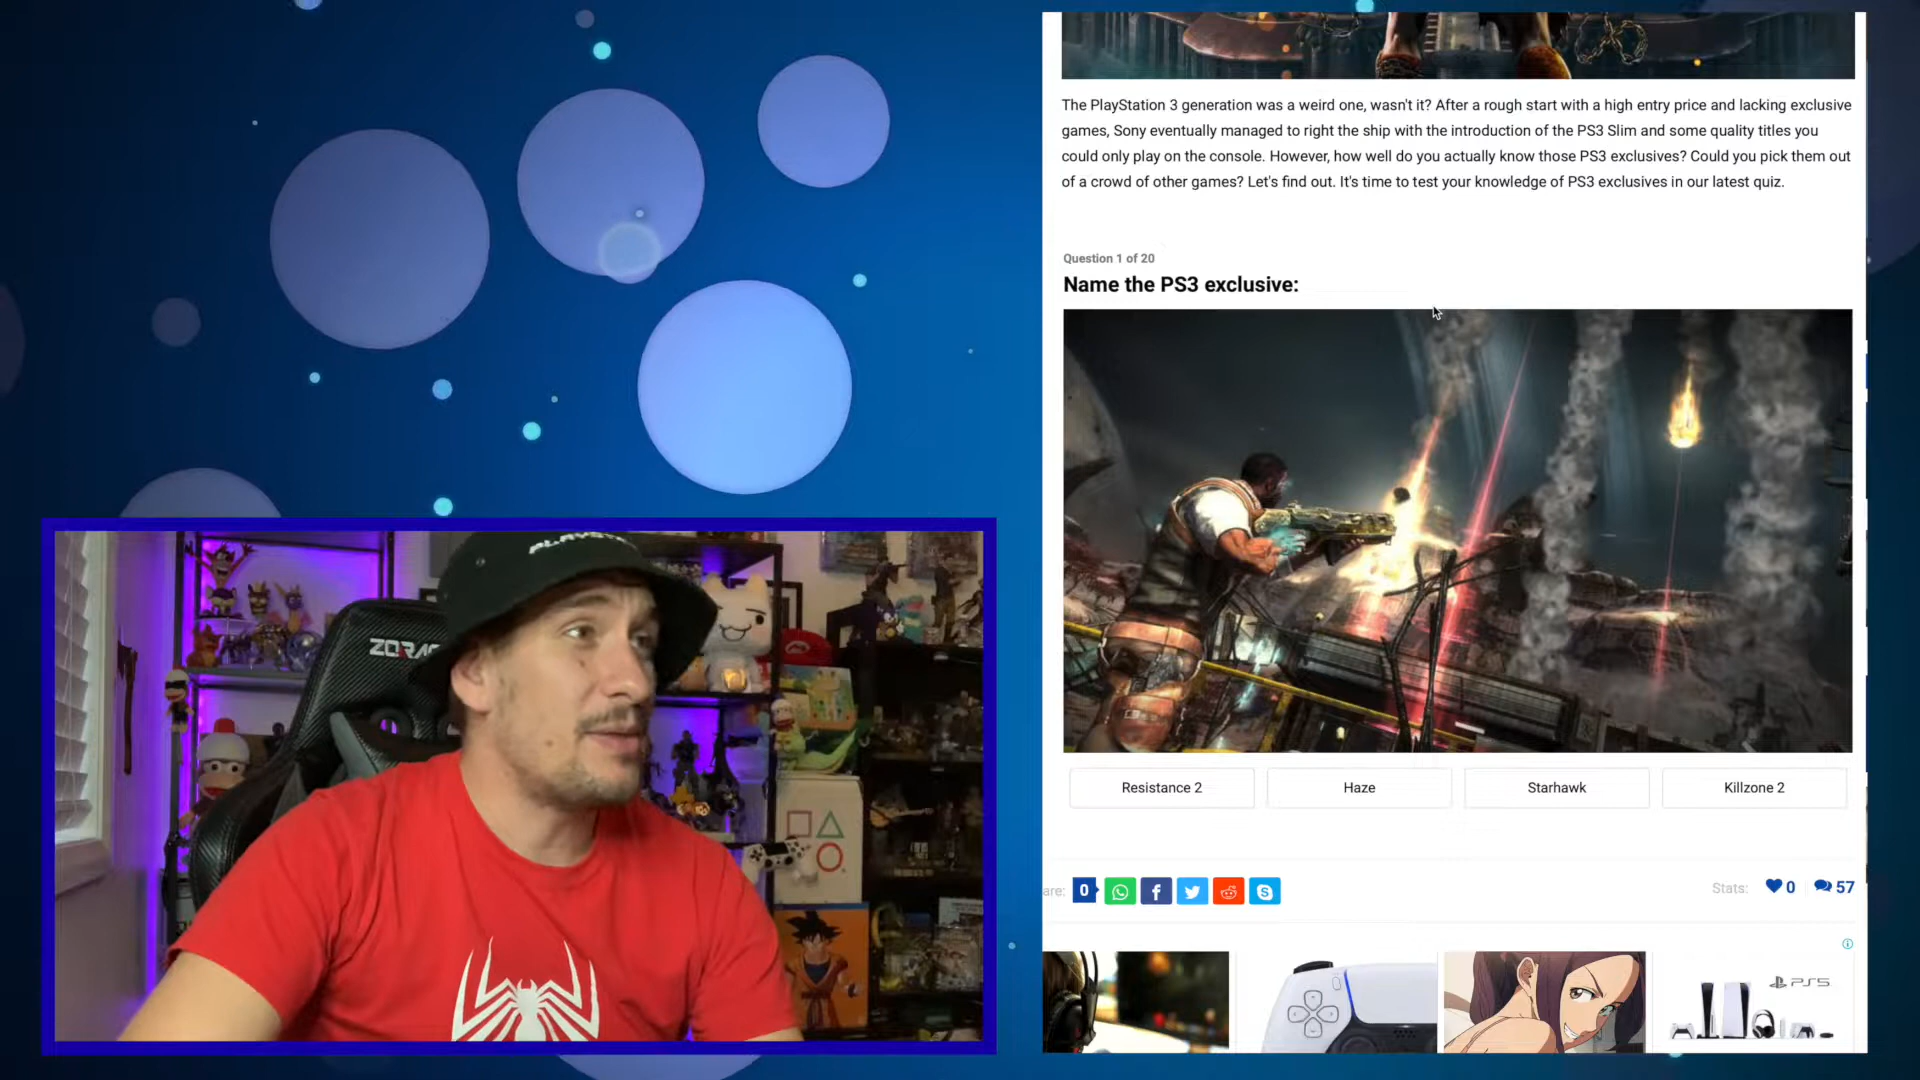 The PlayStation 3 generation was a weird one, wasn't it? After a rough start with a high entry price and lacking exclusive
games, Sony eventually managed to right the ship with the introduction of the PS3 Slim and some quality titles you
could only play on the console. However, how well do you actually know those PS3 exclusives? Could you pick them out
of a crowd of other games? Let's find out. It's time to test your knowledge of PS3 exclusives in our latest quiz.
Question 1 of 20
Name the PS3 exclusive:
Resistance 2
Haze
Starhawk
Killzone 2
are:
0
Stats:
0
57
PS5